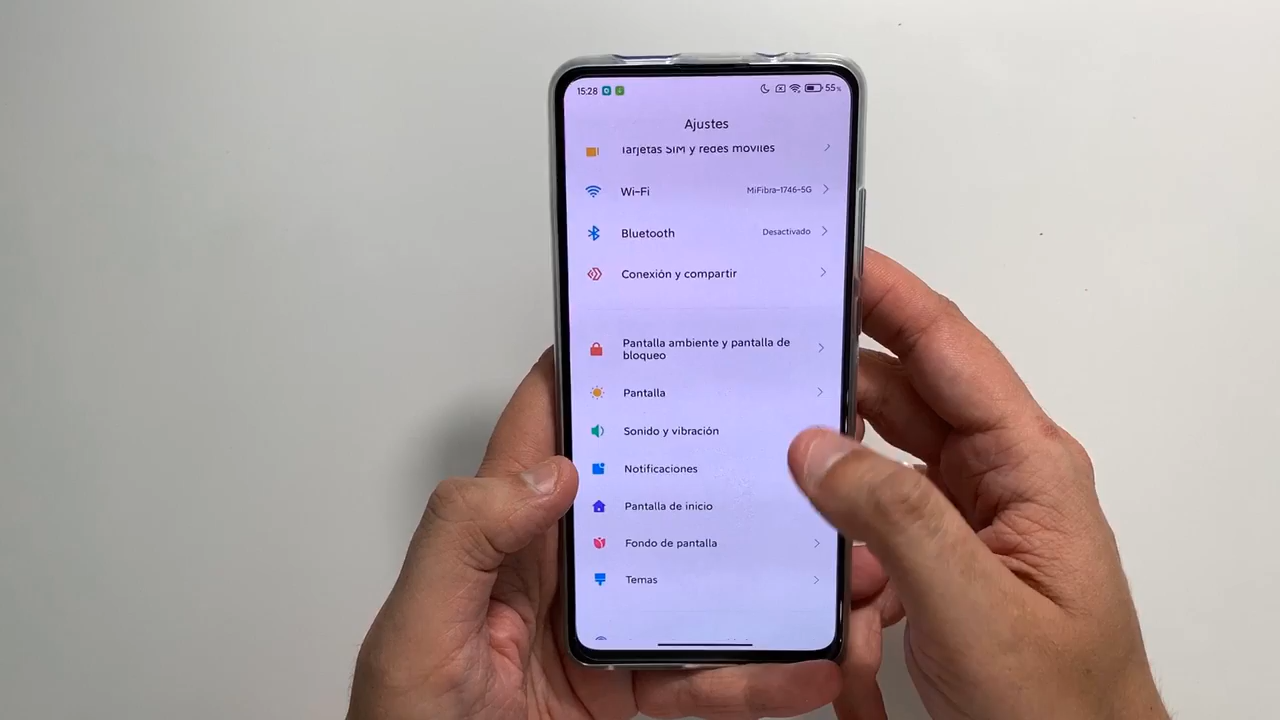 15:28
55%
Ajustes
Tarjetas SIM y redes móviles
Wi-Fi MiFibra-1746-5G
Bluetooth Desactivado
Conexión y compartir
Pantalla ambiente y pantalla de
bloqueo
Pantalla
Sonido y vibración
Notificaciones
Pantalla de inicio
Fondo de pantalla
Temas